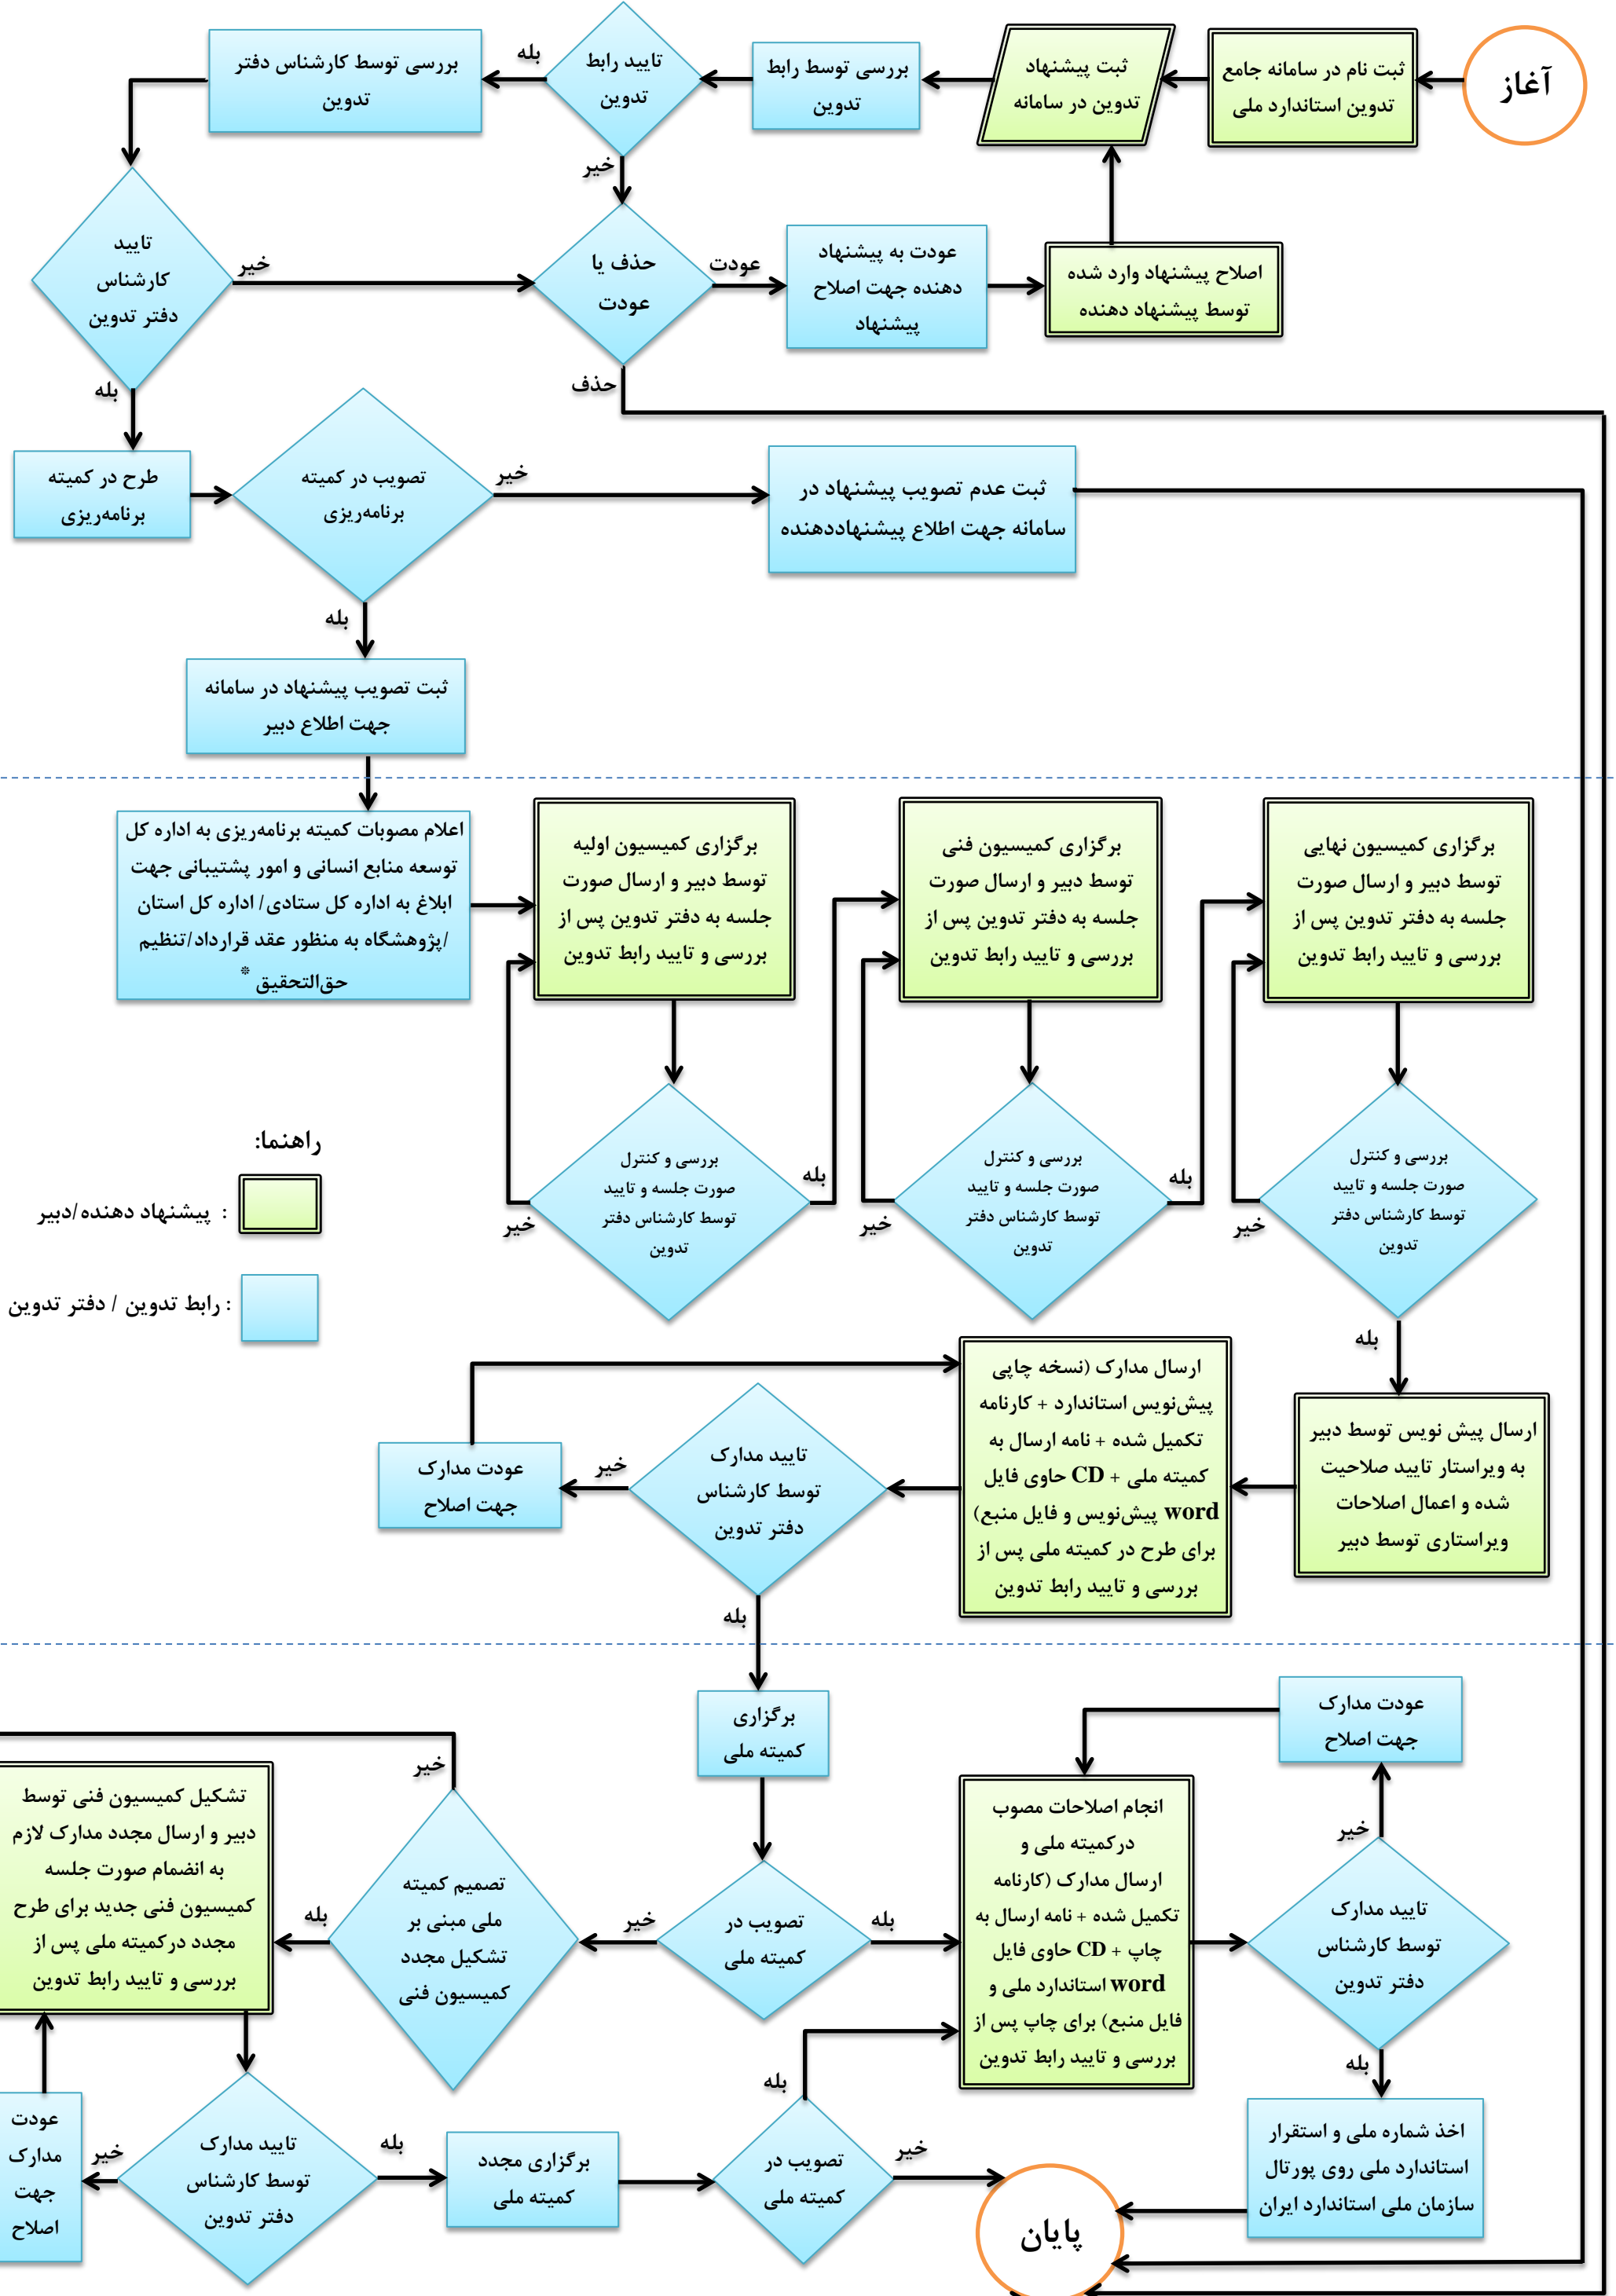 آغاز
ثبت نام در سامانه جامع
تدوین استاندارد ملی
ثبت پیشنهاد
تدوین در سامانه
بررسی توسط رابط
تدوین
تایید رابط
تدوین
بله
خیر
بررسی توسط کارشناس دفتر
تدوین
تایید
کارشناس
دفتر تدوین
خیر
بله
حذف یا
عودت
عودت
حذف
عودت به پیشنهاد
دهنده جهت اصلاح
پیشنهاد
اصلاح پیشنهاد وارد شده
توسط پیشنهاد دهنده
طرح در کمیته
برنامه‌ریزی
تصویب در کمیته
برنامه‌ریزی
خیر
بله
ثبت عدم تصویب پیشنهاد در
سامانه جهت اطلاع پیشنهاددهنده
ثبت تصویب پیشنهاد در سامانه
جهت اطلاع دبیر
اعلام مصوبات کمیته برنامه‌ریزی به اداره کل
توسعه منابع انسانی و امور پشتیبانی جهت
ابلاغ به اداره کل ستادی/ اداره کل استان
/پژوهشگاه به منظور عقد قرارداد/تنظیم
حق‌التحقیق *
برگزاری کمیسیون اولیه
توسط دبیر و ارسال صورت
جلسه به دفتر تدوین پس از
بررسی و تایید رابط تدوین
برگزاری کمیسیون فنی
توسط دبیر و ارسال صورت
جلسه به دفتر تدوین پس از
بررسی و تایید رابط تدوین
برگزاری کمیسیون نهایی
توسط دبیر و ارسال صورت
جلسه به دفتر تدوین پس از
بررسی و تایید رابط تدوین
بررسی و کنترل
صورت جلسه و تایید
توسط کارشناس دفتر
تدوین
بله
خیر
بررسی و کنترل
صورت جلسه و تایید
توسط کارشناس دفتر
تدوین
بله
خیر
بررسی و کنترل
صورت جلسه و تایید
توسط کارشناس دفتر
تدوین
خیر
بله
راهنما:
: پیشنهاد دهنده/دبیر
: رابط تدوین / دفتر تدوین
ارسال پیش نویس توسط دبیر
به ویراستار تایید صلاحیت
شده و اعمال اصلاحات
ویراستاری توسط دبیر
ارسال مدارک (نسخه چاپی
پیش‌نویس استاندارد + کارنامه
تکمیل شده + نامه ارسال به
کمیته ملی + CD حاوی فایل
word پیش‌نویس و فایل منبع)
برای طرح در کمیته ملی پس از
بررسی و تایید رابط تدوین
تایید مدارک
توسط کارشناس
دفتر تدوین
خیر
بله
عودت مدارک
جهت اصلاح
برگزاری
کمیته ملی
تصویب در
کمیته ملی
بله
خیر
تصمیم کمیته
ملی مبنی بر
تشکیل مجدد
کمیسیون فنی
خیر
بله
تشکیل کمیسیون فنی توسط
دبیر و ارسال مجدد مدارک لازم
به انضمام صورت جلسه
کمیسیون فنی جدید برای طرح
مجدد درکمیته ملی پس از
بررسی و تایید رابط تدوین
انجام اصلاحات مصوب
درکمیته ملی و
ارسال مدارک (کارنامه
تکمیل شده + نامه ارسال به
چاپ + CD حاوی فایل
word استاندارد ملی و
فایل منبع) برای چاپ پس از
بررسی و تایید رابط تدوین
عودت مدارک
جهت اصلاح
خیر
تایید مدارک
توسط کارشناس
دفتر تدوین
بله
اخذ شماره ملی و استقرار
استاندارد ملی روی پورتال
سازمان ملی استاندارد ایران
عودت
مدارک
جهت
اصلاح
خیر
تایید مدارک
توسط کارشناس
دفتر تدوین
بله
برگزاری مجدد
کمیته ملی
تصویب در
کمیته ملی
بله
خیر
پایان